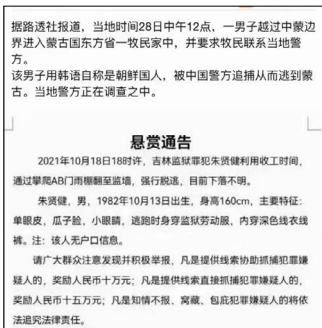 据路透社报道，当地时间28日中午12点，一男子越过中蒙边
界进入蒙古国东方省一牧民家中，并要求牧民联系当地警
方。
该男子用韩语自称是朝鲜国人，被中国警方追捕从而逃到蒙
古。当地警方正在调查之中。
悬赏通告
2021年10月18日18时许，吉林监狱罪犯朱贤健利用收工时间，
通过攀爬AB门雨棚翻至监墙，强行脱逃，目前下落不明。
朱贤健，男，1982年10月13日出生，身高160cm，主要特征：
单眼皮，瓜子脸，小眼睛，逃跑时身穿监狱劳动服，内穿深色线衣线
裤。注：该人无户口信息。
请广大群众注意发现并积极举报，凡是提供线索协助抓捕犯罪嫌
疑人的，奖励人民币十万元；凡是提供线索直接抓捕犯罪嫌疑人的，
奖励人民币十五万元；凡是知情不报、窝藏、包庇犯罪嫌疑人的将依
法追究法律责任。